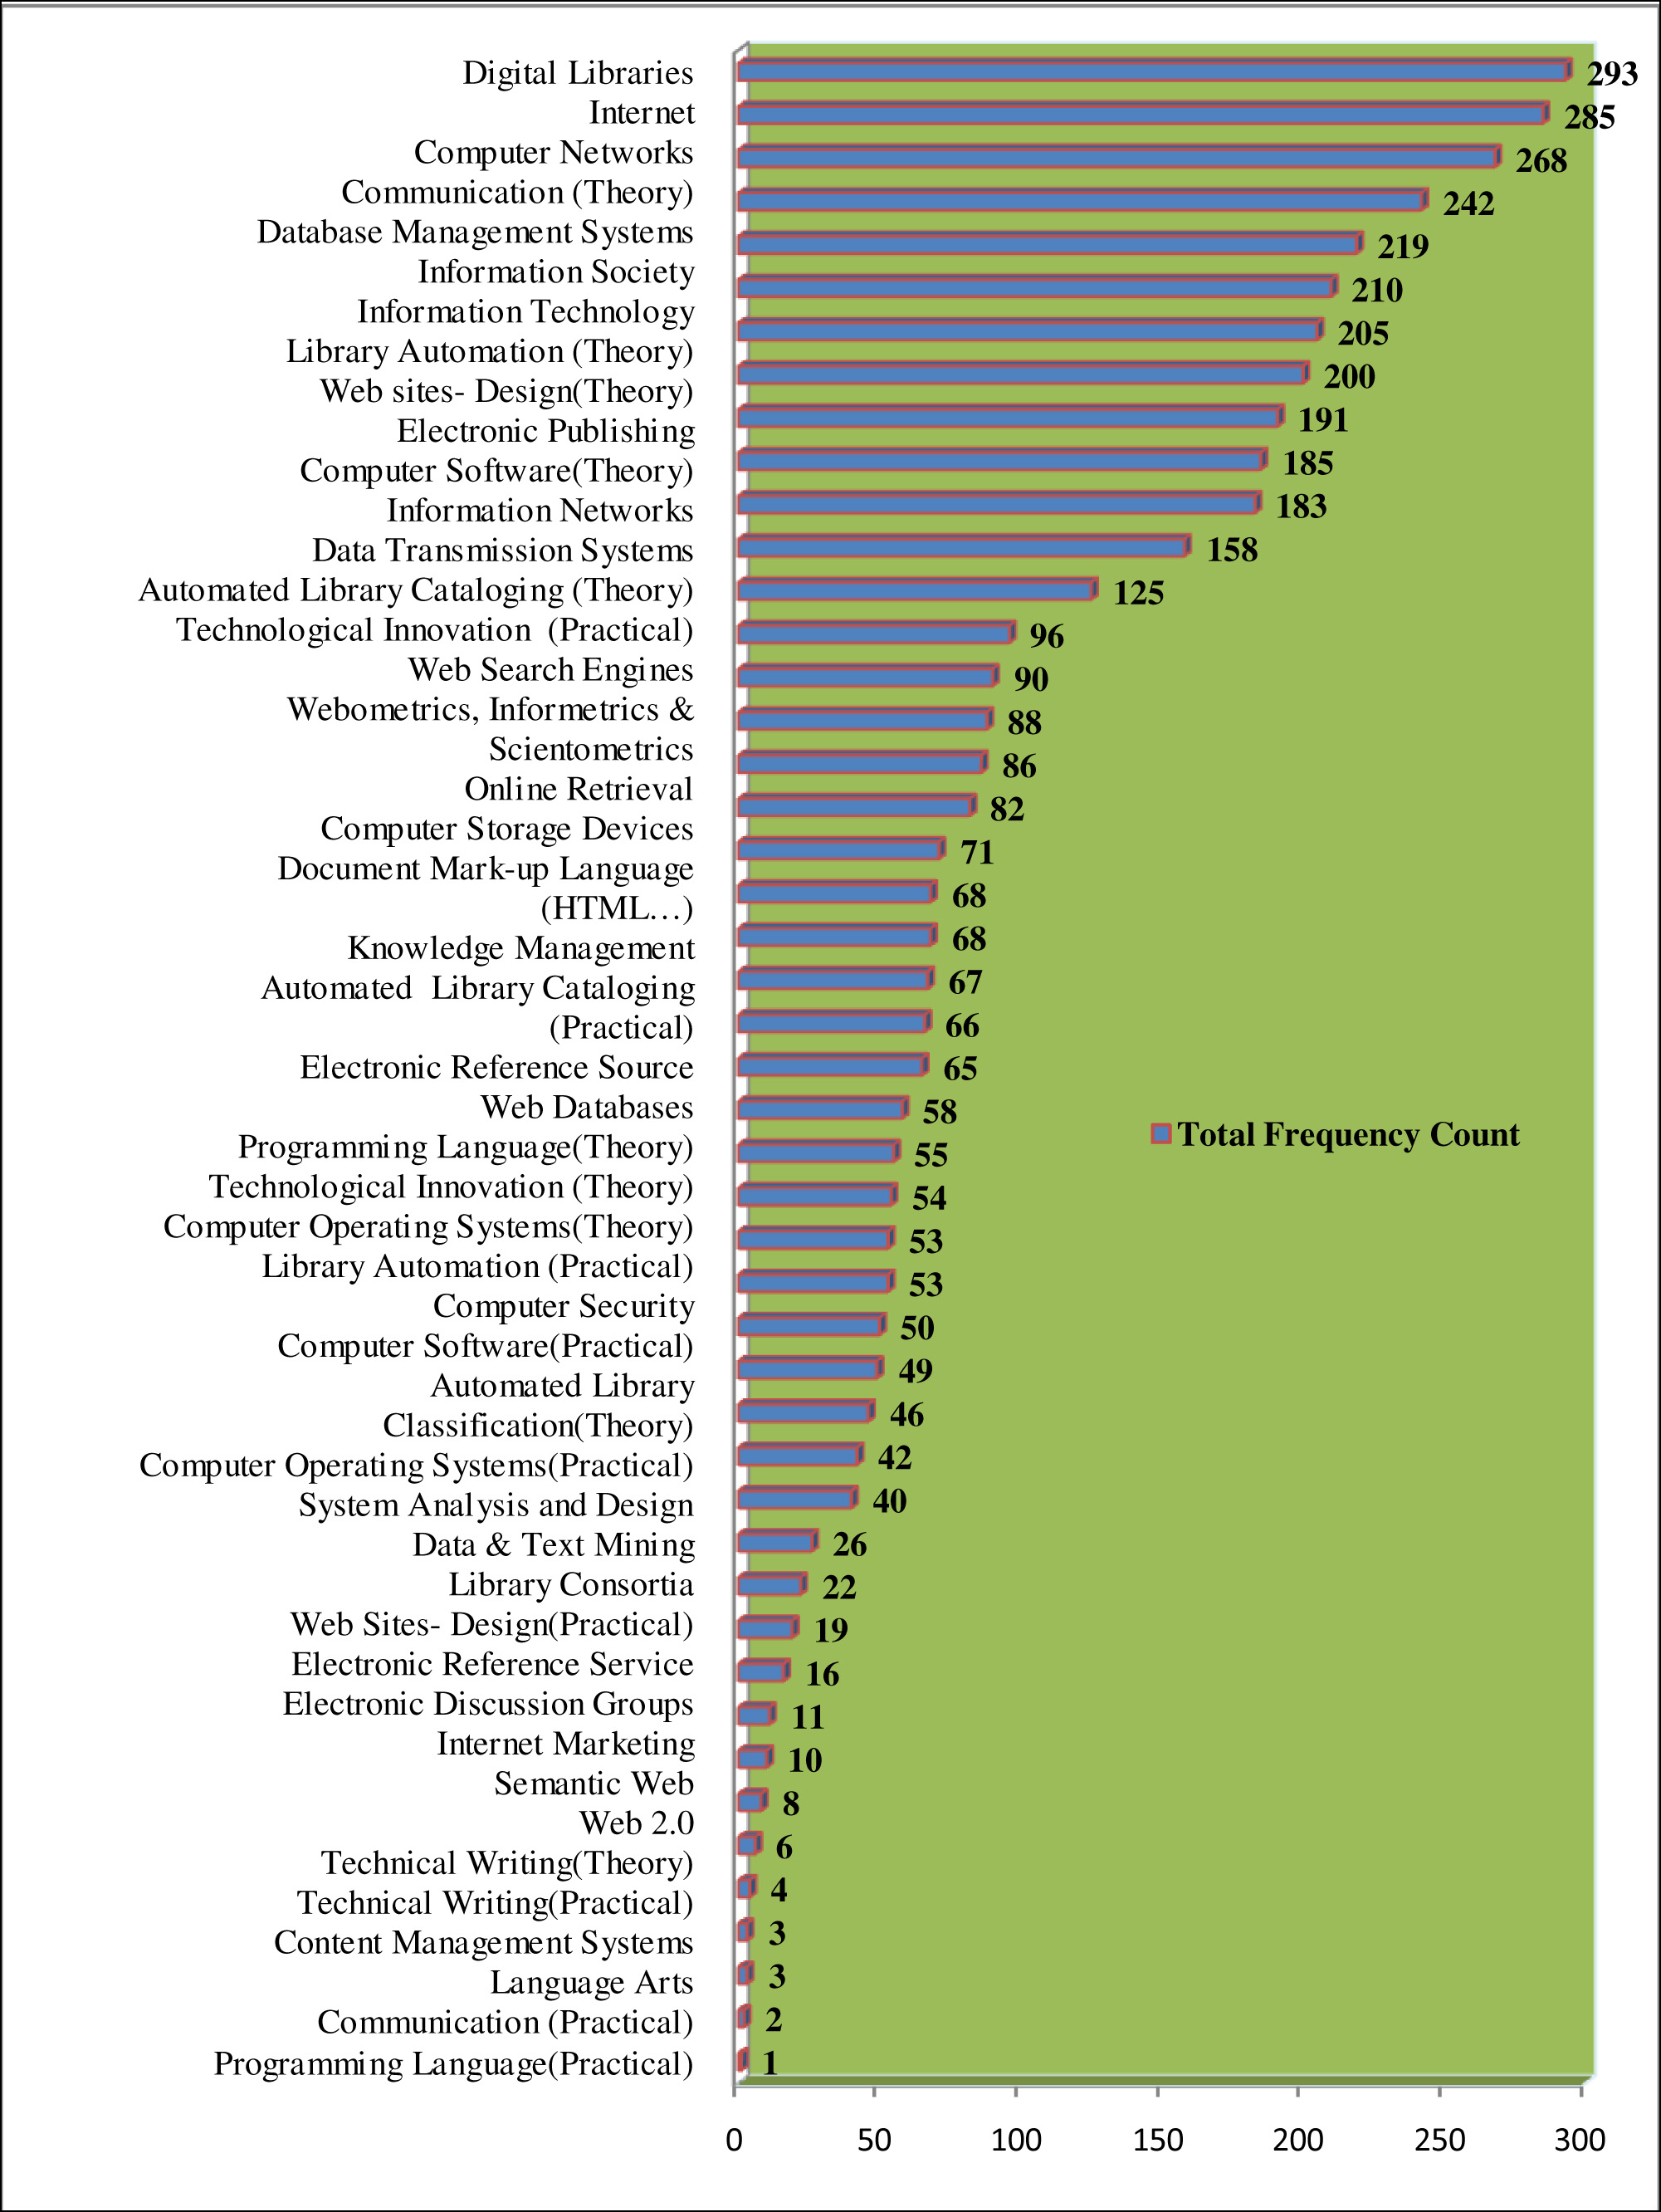 Digital Libraries
293
Internet
285
Computer Networks
268
Communication (Theory)
242
Database Management Systems
219
Information Society
210
Information Technology
205
Library Automation (Theory)
200
Web sites- Design(Theory)
191
Electronic Publishing
185
Computer Software(Theory)
183
Information Networks
158
Data Transmission Systems
125
Automated Library Cataloging (Theory)
96
Technological Innovation (Practical)
90
Web Search Engines
88
Webometrics, Informetrics &
Scientometrics
86
Online Retrieval
82
Computer Storage Devices
71
Document Mark-up Language
(HTML…)
68
Knowledge Management
68
Automated Library Cataloging
(Practical)
67
66
Electronic Reference Source
65
Web Databases
58
Programming Language(Theory)
55
Technological Innovation (Theory)
54
Computer Operating Systems(Theory)
53
Library Automation (Practical)
53
Computer Security
50
Computer Software(Practical)
49
Automated Library
Classification(Theory)
46
Computer Operating Systems(Practical)
42
System Analysis and Design
40
Data & Text Mining
26
Library Consortia
22
Web Sites- Design(Practical)
19
Electronic Reference Service
16
Electronic Discussion Groups
11
Internet Marketing
10
Semantic Web
8
Web 2.0
6
Technical Writing(Theory)
4
Technical Writing(Practical)
3
Content Management Systems
3
Language Arts
2
Communication (Practical)
1
Programming Language(Practical)
Total Frequency Count
0 50 100 150 200 250 300